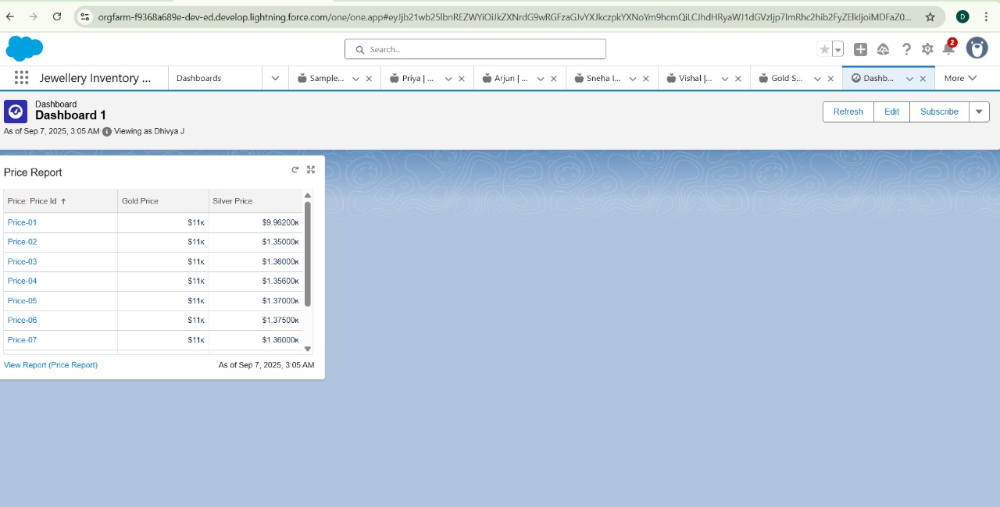 orgfarm-f9368a689e-dev-ed.develop.lightning.force.com/one/one.app#eyJjb21wb25lbnREZWYiOiJkZXNrdG9wRGFzaGJvYXJkczpkYXNoYm9hcmQiLCJhdHRyaWJ1dGVzIjp7ImRhc2hib2FyZElkIjoiMDFaZ0...
D
Search...
2
Jewellery Inventory ...
Dashboards
Sample...
Priya | ...
Arjun | ...
Sneha I...
Vishal |...
Gold S...
Dashb...
More
Dashboard
Dashboard 1
As of Sep 7, 2025, 3:05 AM Viewing as Dhivya J
Refresh
Edit
Subscribe
Price Report
Price: Price Id ↑ Gold Price Silver Price
Price-01 $11K $9.96200K
Price-02 $11K $1.35000K
Price-03 $11K $1.36000K
Price-04 $11K $1.35600K
Price-05 $11K $1.37000K
Price-06 $11K $1.37500K
Price-07 $11K $1.36000K
View Report (Price Report) As of Sep 7, 2025, 3:05 AM